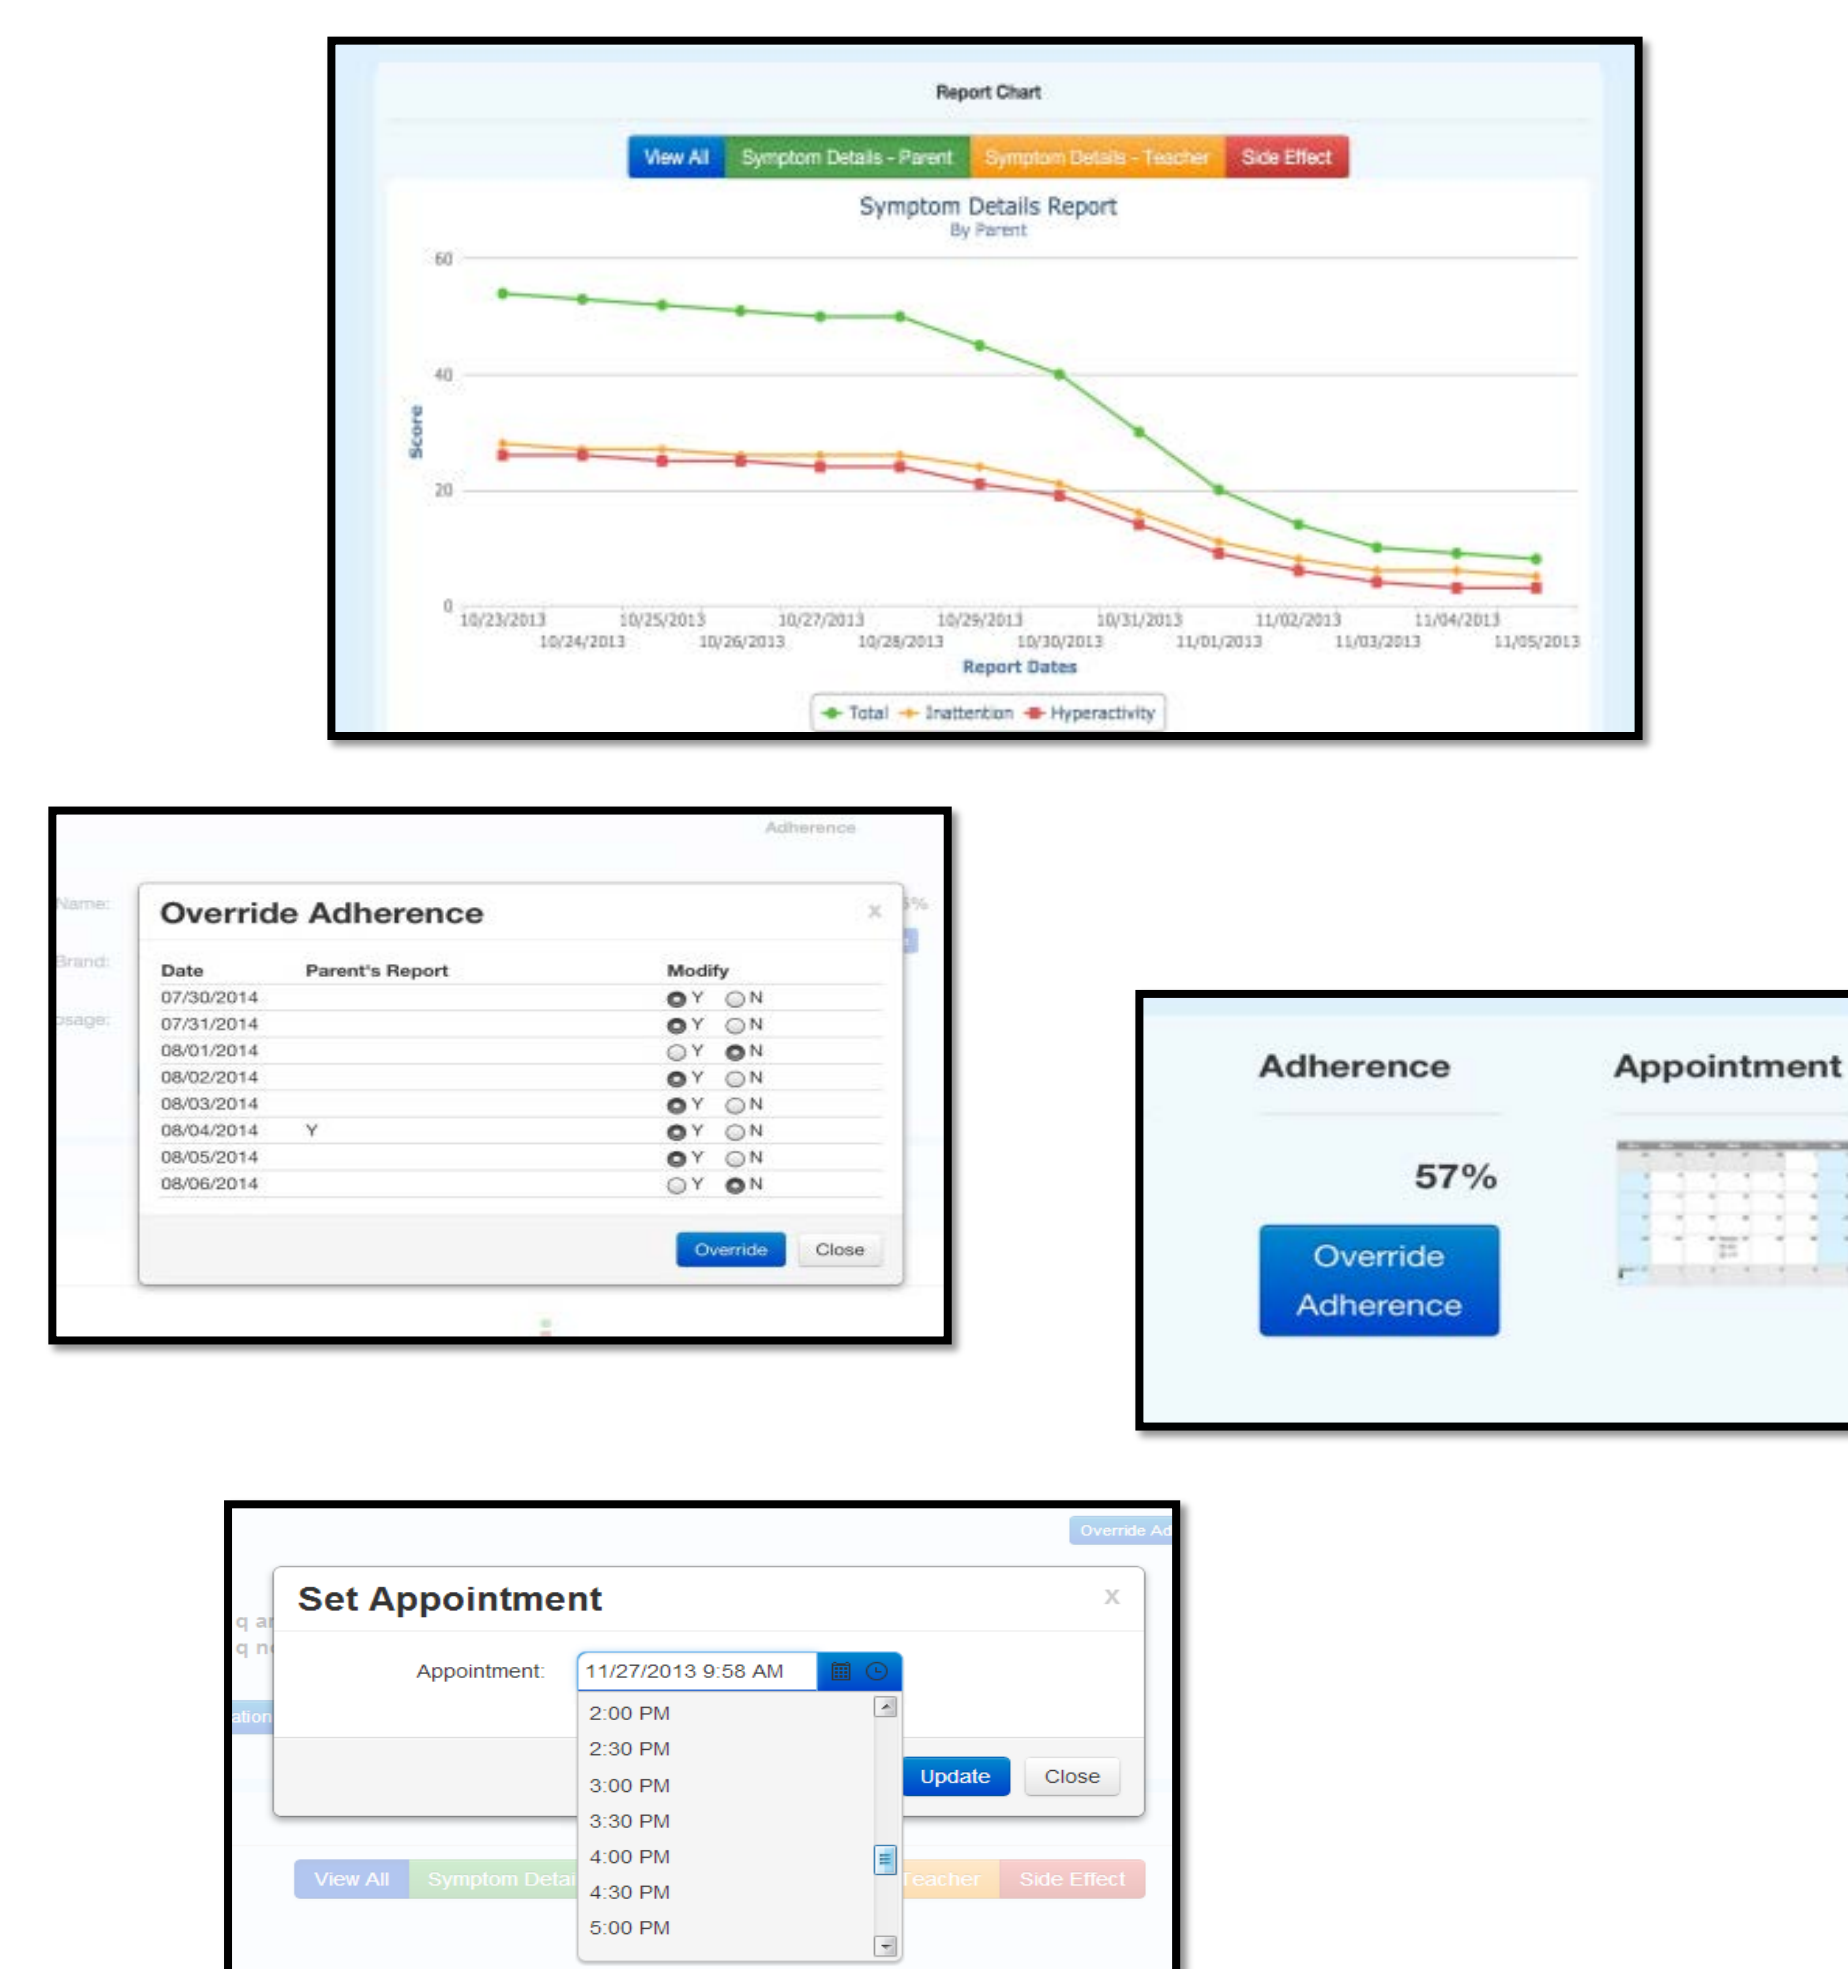 Report Chart
View All Symptom Details - Parent Symptom Details - Teacher Side Effect
Symptom Details Report
By Parent
60
40
20
0
Score
10/23/2013 10/25/2013 10/27/2013 10/29/2013 10/31/2013 11/02/2013 11/04/2013
10/24/2013 10/26/2013 10/28/2013 10/30/2013 11/01/2013 11/03/2013 11/05/2013
Report Dates
Total Inattention Hyperactivity
Adherence
Name:
Brand:
osage:
Override Adherence x
Date Parent's Report Modify
07/30/2014 Y N
07/31/2014 Y N
08/01/2014 Y N
08/02/2014 Y N
08/03/2014 Y N
08/04/2014 Y Y N
08/05/2014 Y N
08/06/2014 Y N
Override Close
Adherence Appointment
57%
Override
Adherence
Override Ad
Set Appointment x
q ar
q no
Appointment: 11/27/2013 9:58 AM
ation
2:00 PM
2:30 PM
3:00 PM
3:30 PM
4:00 PM
4:30 PM
5:00 PM
Update Close
View All Symptom Detai Teacher Side Effect